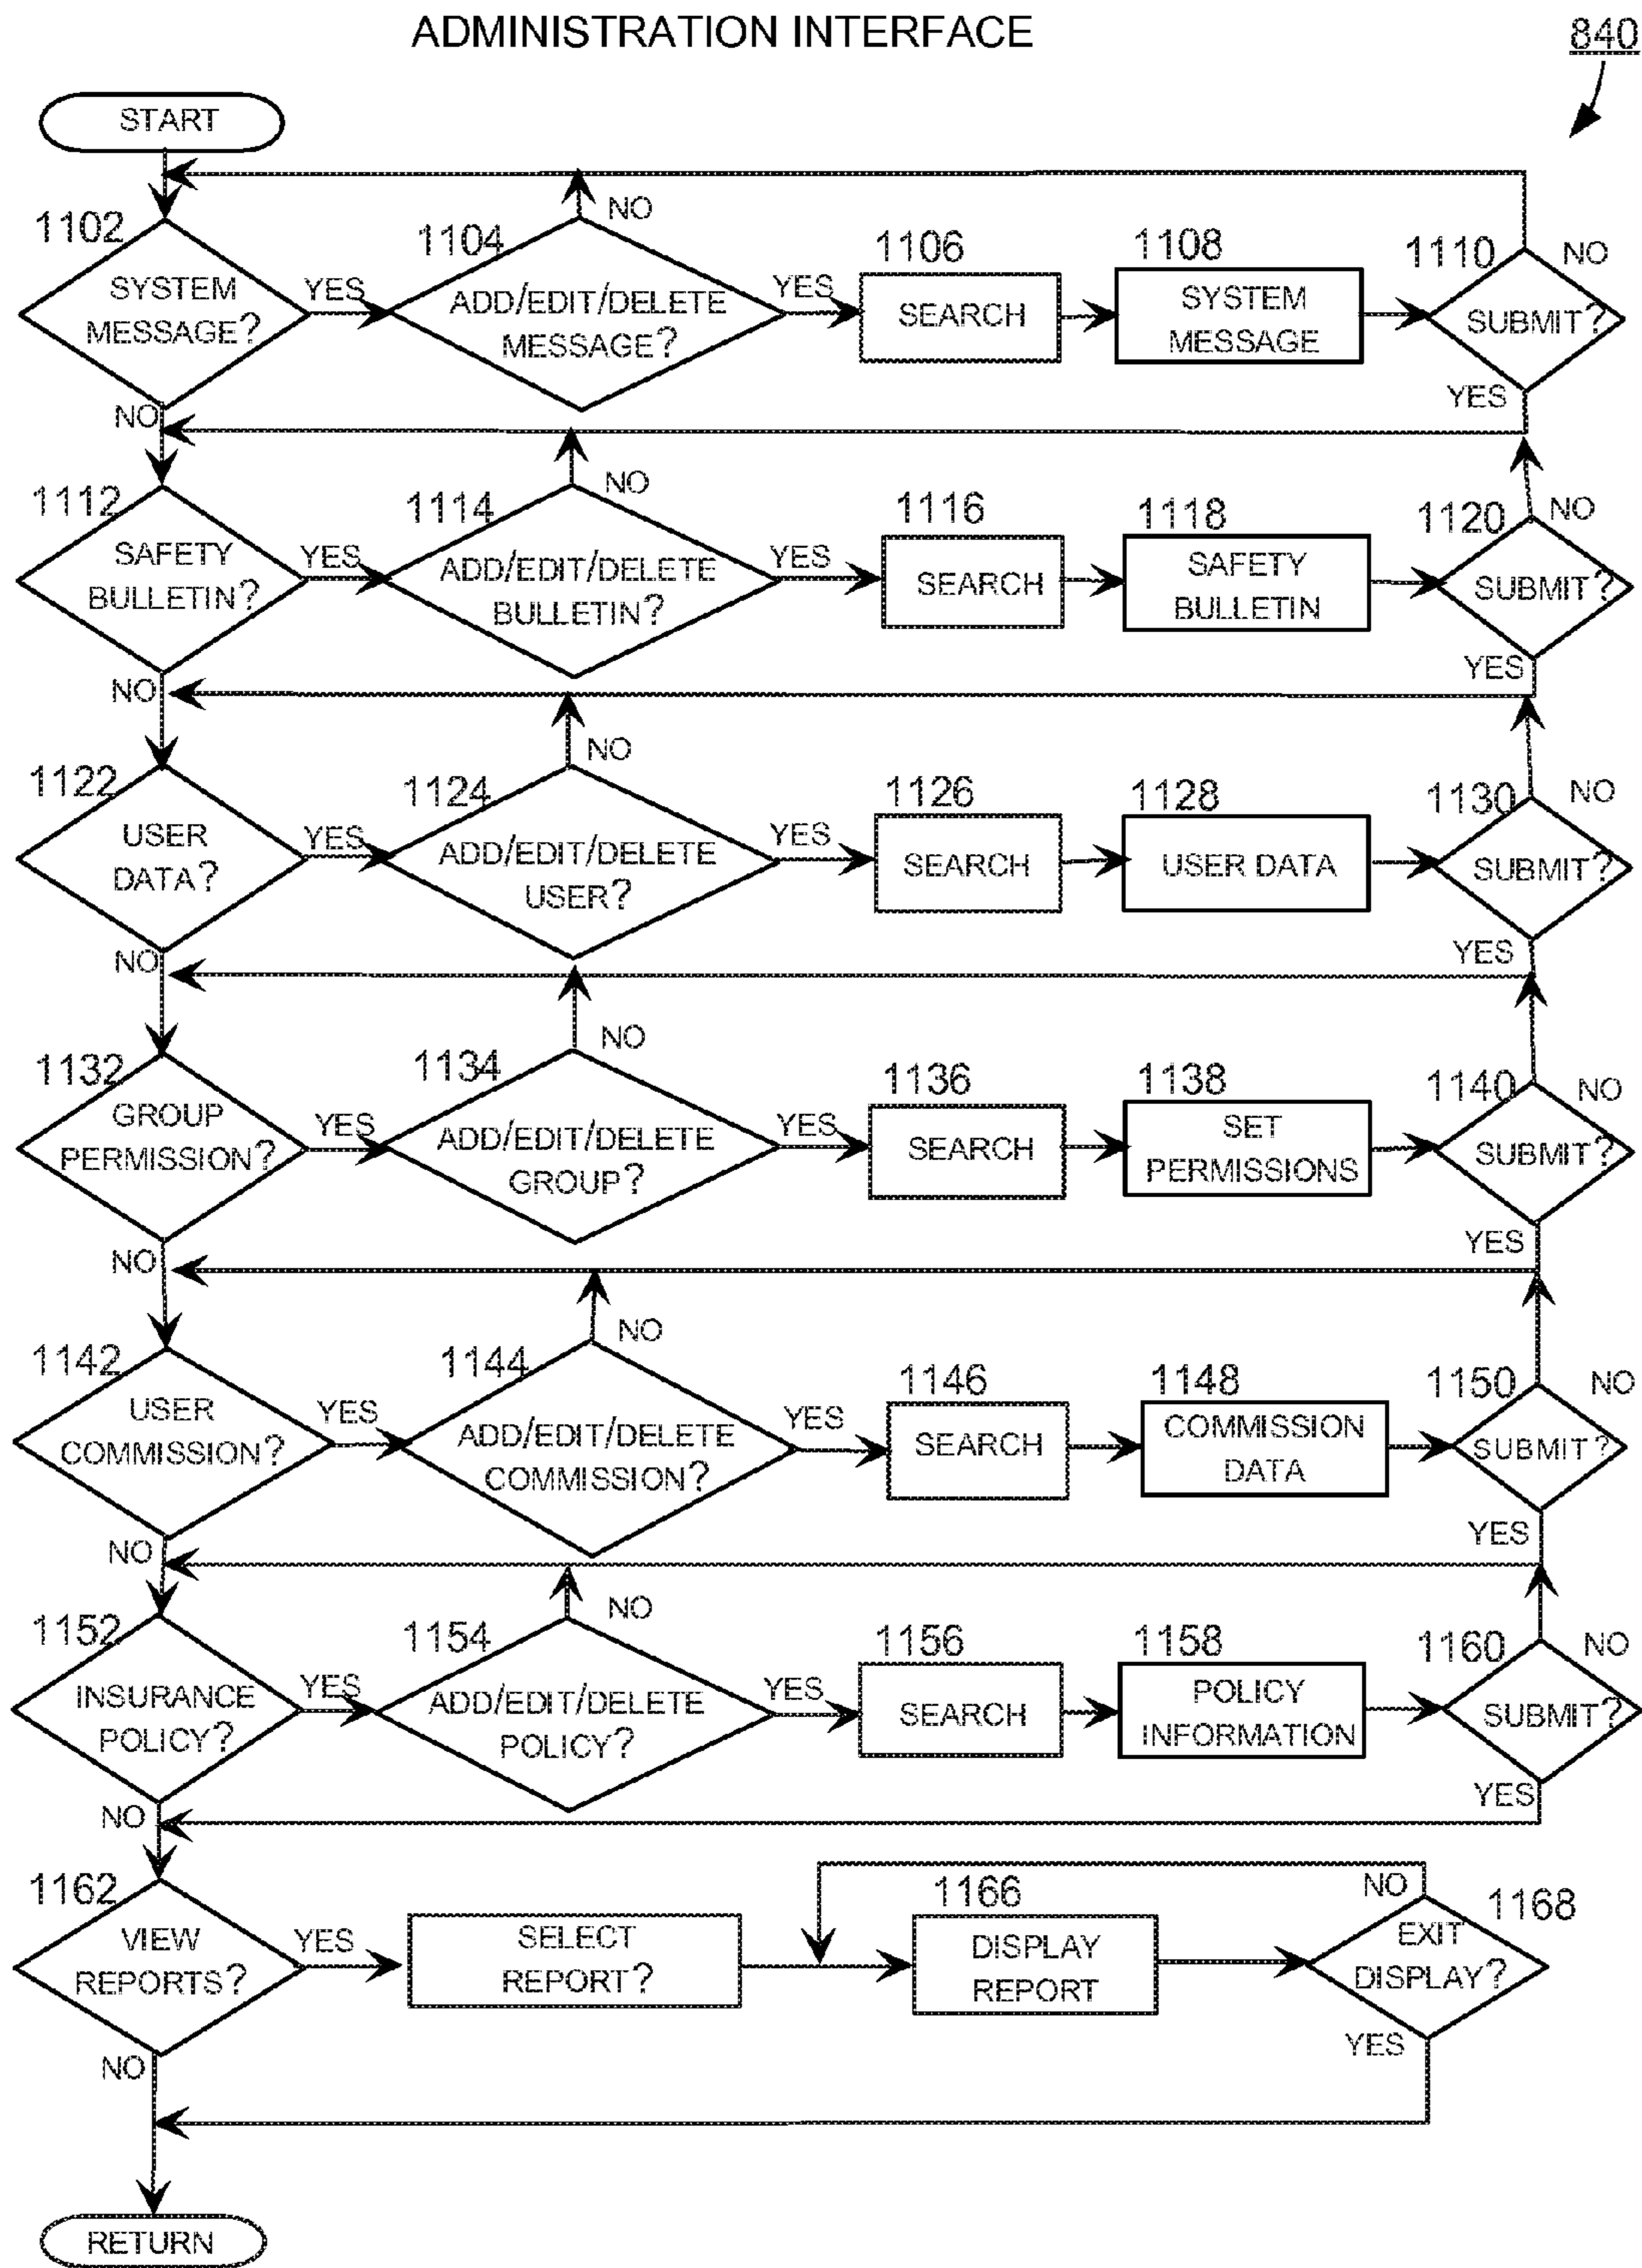 ADMINISTRATION INTERFACE
840
START
1102
SYSTEM
MESSAGE?
YES
NO
1104
ADD/EDIT/DELETE
MESSAGE?
NO
YES
1106
SEARCH
1108
SYSTEM
MESSAGE
1110
SUBMIT?
NO
YES
1112
SAFETY
BULLETIN?
YES
NO
1114
ADD/EDIT/DELETE
BULLETIN?
NO
YES
1116
SEARCH
1118
SAFETY
BULLETIN
1120
SUBMIT?
NO
YES
1122
USER
DATA?
YES
NO
1124
ADD/EDIT/DELETE
USER?
NO
YES
1126
SEARCH
1128
USER DATA
1130
SUBMIT?
NO
YES
1132
GROUP
PERMISSION?
YES
NO
1134
ADD/EDIT/DELETE
GROUP?
NO
YES
1136
SEARCH
1138
SET
PERMISSIONS
1140
SUBMIT?
NO
YES
1142
USER
COMMISSION?
YES
NO
1144
ADD/EDIT/DELETE
COMMISSION?
NO
YES
1146
SEARCH
1148
COMMISSION
DATA
1150
SUBMIT?
NO
YES
1152
INSURANCE
POLICY?
YES
NO
1154
ADD/EDIT/DELETE
POLICY?
NO
YES
1156
SEARCH
1158
POLICY
INFORMATION
1160
SUBMIT?
NO
YES
1162
VIEW
REPORTS?
YES
NO
SELECT
REPORT?
1166
DISPLAY
REPORT
1168
EXIT
DISPLAY?
NO
YES
RETURN